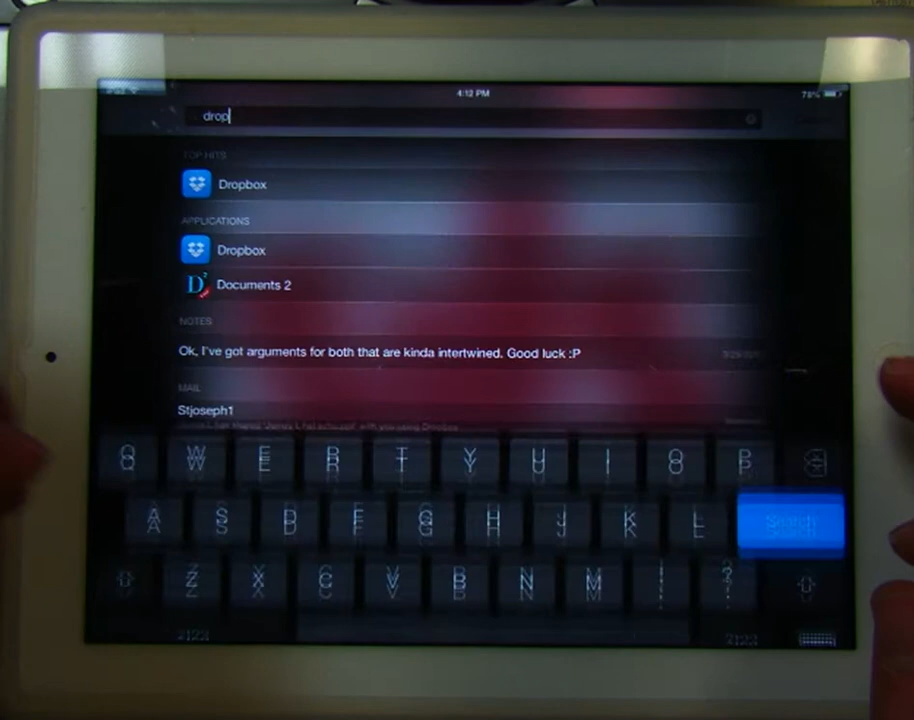 4:12 PM
78%
drop
TOP HITS
Dropbox
APPLICATIONS
Dropbox
Documents 2
NOTES
Ok, I've got arguments for both that are kinda intertwined. Good luck :P
MAIL
Stjoseph1
Q W E R T Y U I O P
A S D F G H J K L Search
Z X C V B N M ! ?